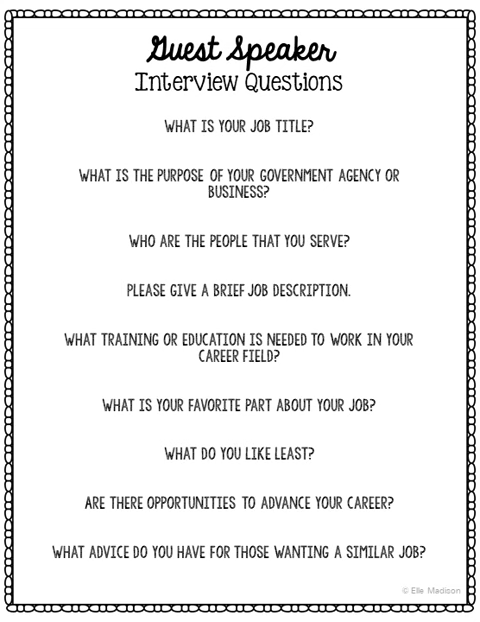 Guest Speaker
Interview Questions
WHAT IS YOUR JOB TITLE?
WHAT IS THE PURPOSE OF YOUR GOVERNMENT AGENCY OR
BUSINESS?
WHO ARE THE PEOPLE THAT YOU SERVE?
PLEASE GIVE A BRIEF JOB DESCRIPTION.
WHAT TRAINING OR EDUCATION IS NEEDED TO WORK IN YOUR
CAREER FIELD?
WHAT IS YOUR FAVORITE PART ABOUT YOUR JOB?
WHAT DO YOU LIKE LEAST?
ARE THERE OPPORTUNITIES TO ADVANCE YOUR CAREER?
WHAT ADVICE DO YOU HAVE FOR THOSE WANTING A SIMILAR JOB?
© Elle Madison